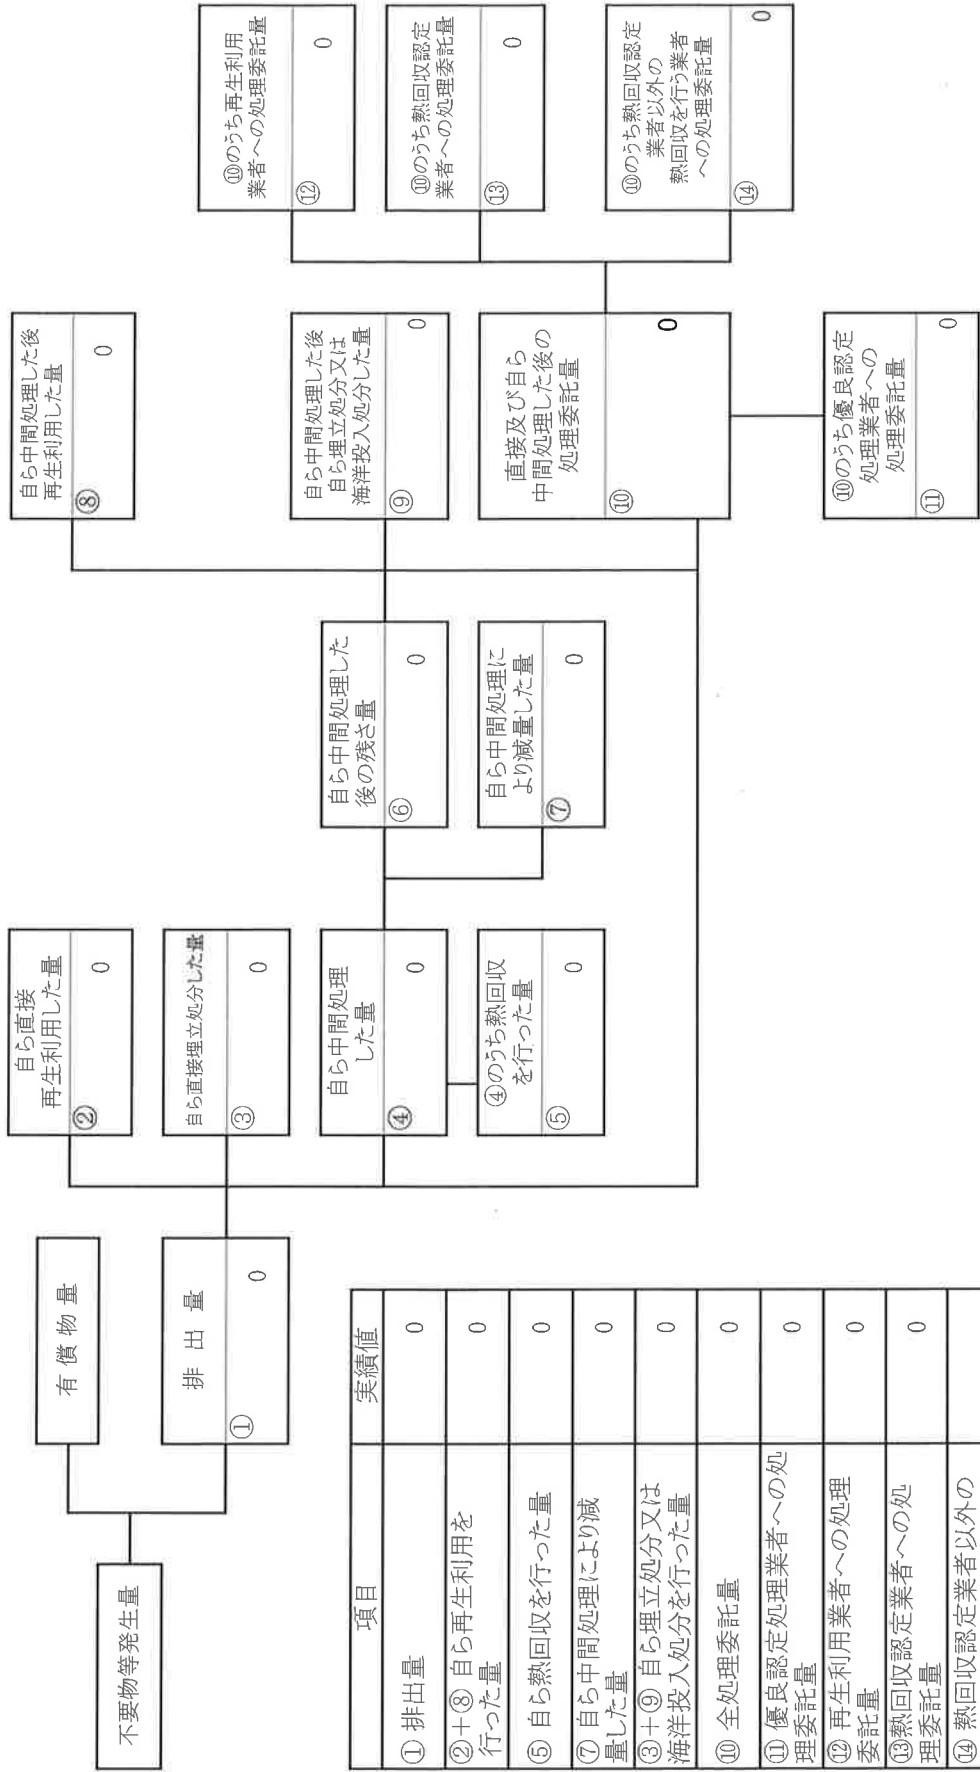 不要物等発生量
有償物量
排出量
①
0
自ら直接
再生利用した量
②
0
自ら直接埋立処分した量
③
0
自ら中間処理
した量
④
0
④のうち熱回収
を行った量
⑤
0
自ら中間処理した
後の残さ量
⑥
0
自ら中間処理に
より減量した量
⑦
0
自ら中間処理した後
再生利用した量
⑧
0
自ら中間処理した後
自ら埋立処分又は
海洋投入処分した量
⑨
0
直接及び自ら
中間処理した後の
処理委託量
⑩
0
⑩のうち優良認定
処理業者への
処理委託量
⑪
0
⑩のうち再生利用
業者への処理委託量
⑫
0
⑩のうち熱回収認定
業者への処理委託量
⑬
0
⑩のうち熱回収認定
業者以外の
熱回収を行う業者
への処理委託量
⑭
0
項目
実績値
① 排出量
0
②+⑧ 自ら再生利用を
行った量
0
⑤ 自ら熱回収を行った量
0
⑦ 自ら中間処理により減
量した量
0
③+⑨ 自ら埋立処分又は
海洋投入処分を行った量
0
⑩ 全処理委託量
0
⑪ 優良認定処理業者への処
理委託量
0
⑫ 再生利用業者への処理
委託量
0
⑬熱回収認定業者への処
理委託量
0
⑭ 熱回収認定業者以外の